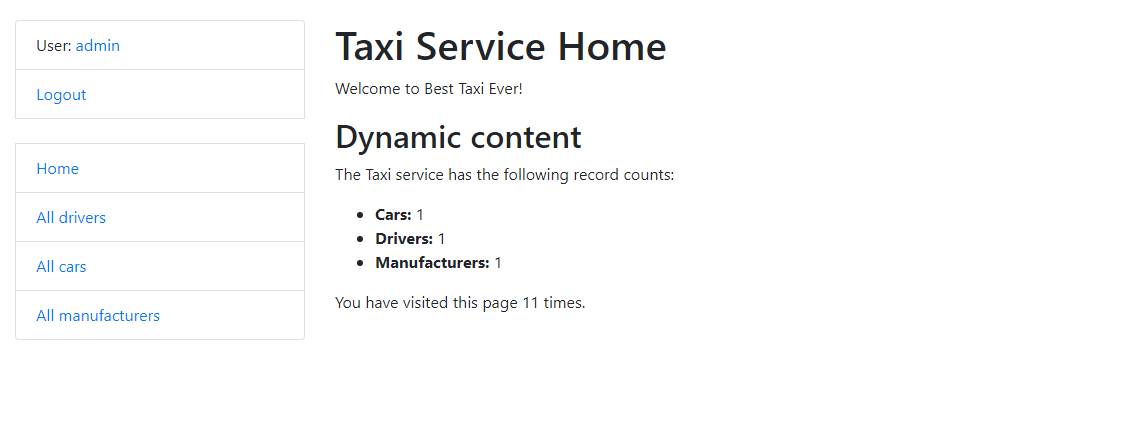 User: admin
Logout
Home
All drivers
All cars
All manufacturers
Taxi Service Home
Welcome to Best Taxi Ever!
Dynamic content
The Taxi service has the following record counts:
Cars: 1
Drivers: 1
Manufacturers: 1
You have visited this page 11 times.